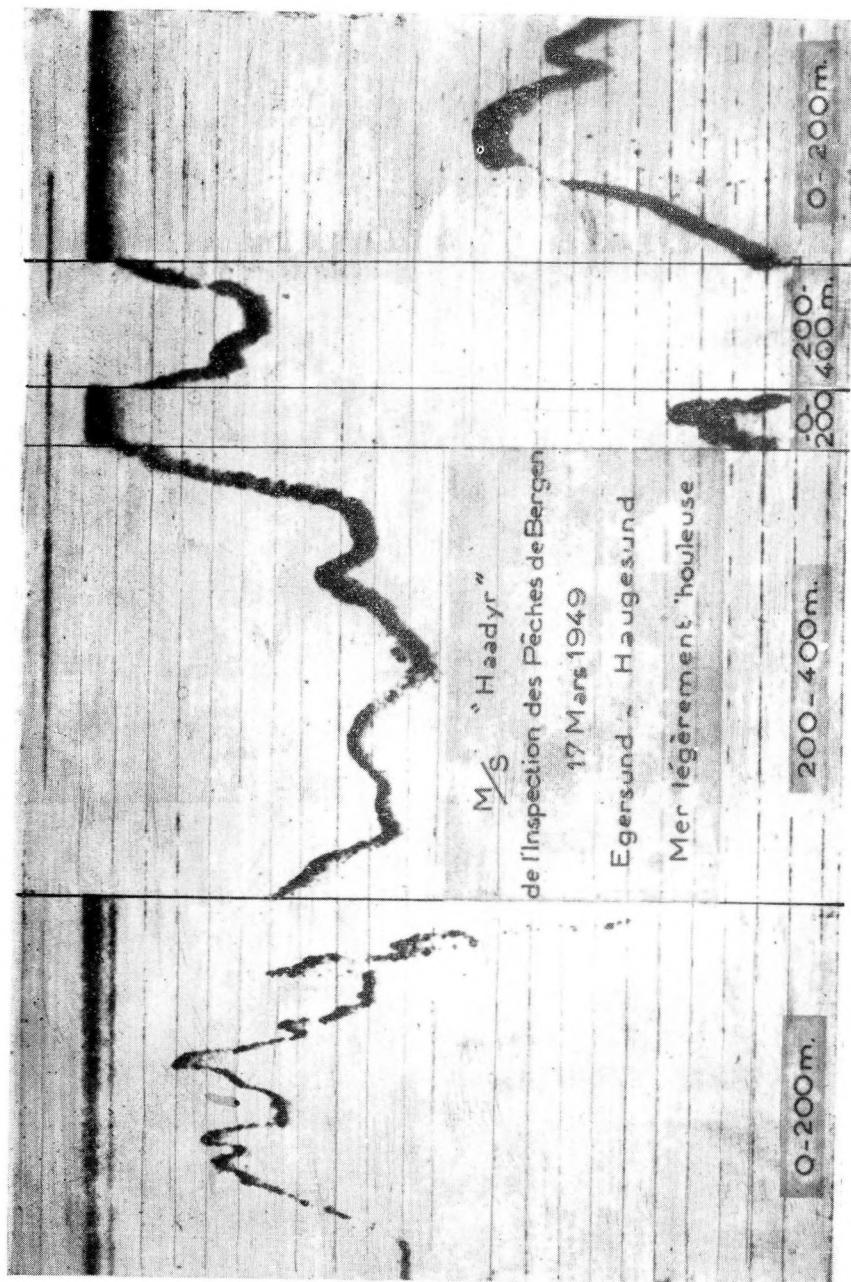 M/S "Haadyr"
de l'Inspection des Pêches de Bergen
17 Mars 1949
Egersund - Haugesund
Mer légèrement houleuse
0-200m.
200-400m.
0-
200
200-
400m.
0-200m.